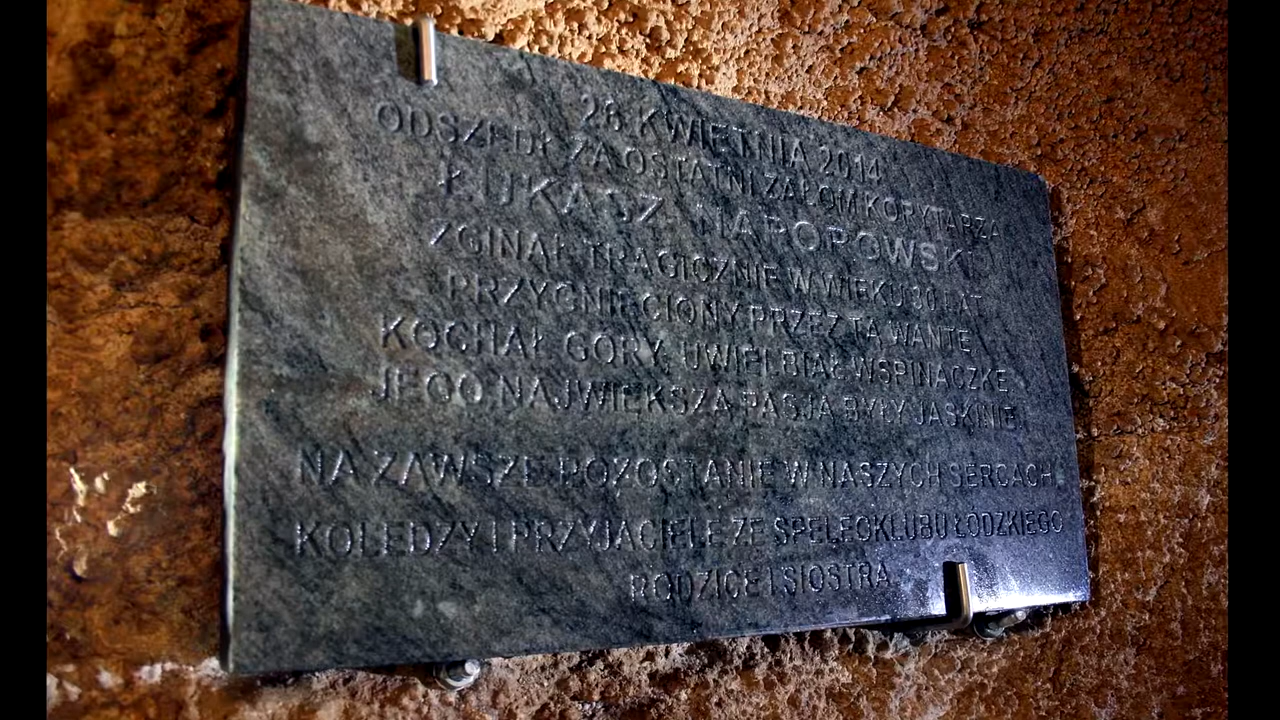 26 KWIETNIA 2014
ODSZEDŁ ZA OSTATNI ZAŁOM KORYTARZA
ŁUKASZ NAPOROWSKI
ZGINĄŁ TRAGICZNIE W WIEKU 30 LAT
PRZYGNIECIONY PRZEZ TĄ WANTĘ
KOCHAŁ GÓRY, UWIELBIAŁ WSPINACZKĘ
JEGO NAJWIĘKSZĄ PASJĄ BYŁY JASKINIE.
NA ZAWSZE POZOSTANIE W NASZYCH SERCACH.
KOLEDZY I PRZYJACIELE ZE SPELEOKLUBU ŁÓDZKIEGO
RODZICE I SIOSTRA.